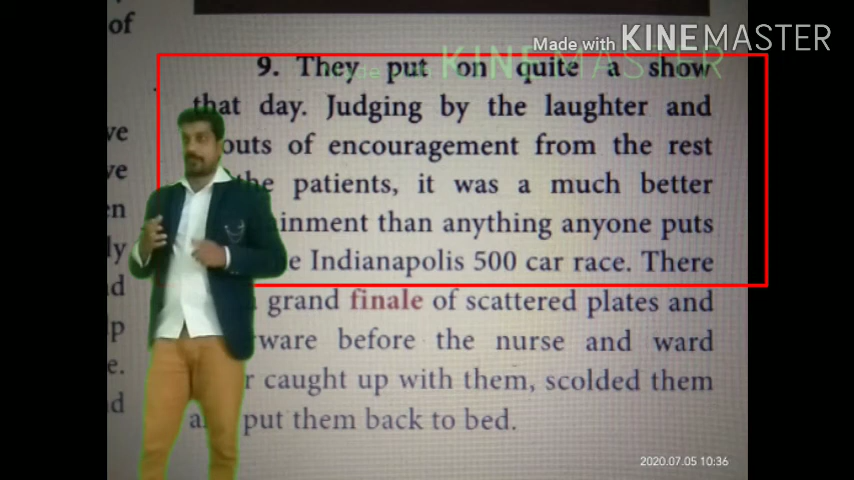 of
Made with KINEMASTER
9. They put on quite a show
that day. Judging by the laughter and
outs of encouragement from the rest
the patients, it was a much better
inment than anything anyone puts
e Indianapolis 500 car race. There
grand finale of scattered plates and
ware before the nurse and ward
r caught up with them, scolded them
put them back to bed.
ve
ve
en
ly
d
p
e.
d
2020.07.05 10:36